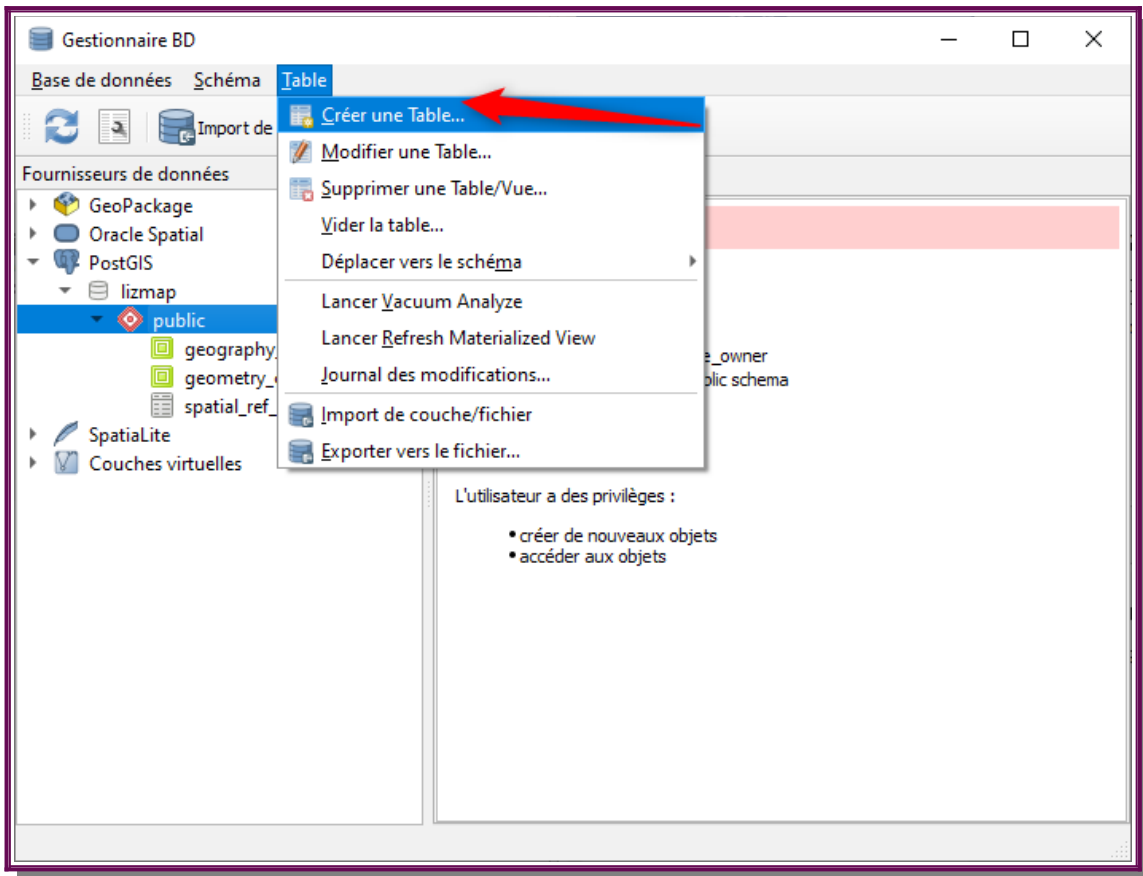 Gestionnaire BD
Base de données Schéma Table
Import de
Créer une Table...
Modifier une Table...
Supprimer une Table/Vue...
Vider la table...
Déplacer vers le schéma
Lancer Vacuum Analyze
Lancer Refresh Materialized View
Journal des modifications...
Import de couche/fichier
Exporter vers le fichier...
Fournisseurs de données
GeoPackage
Oracle Spatial
PostGIS
lizmap
public
geography_
geometry_
spatial_ref_
SpatiaLite
Couches virtuelles
e_owner
blic schema
L'utilisateur a des privilèges :
•créer de nouveaux objets
•accéder aux objets